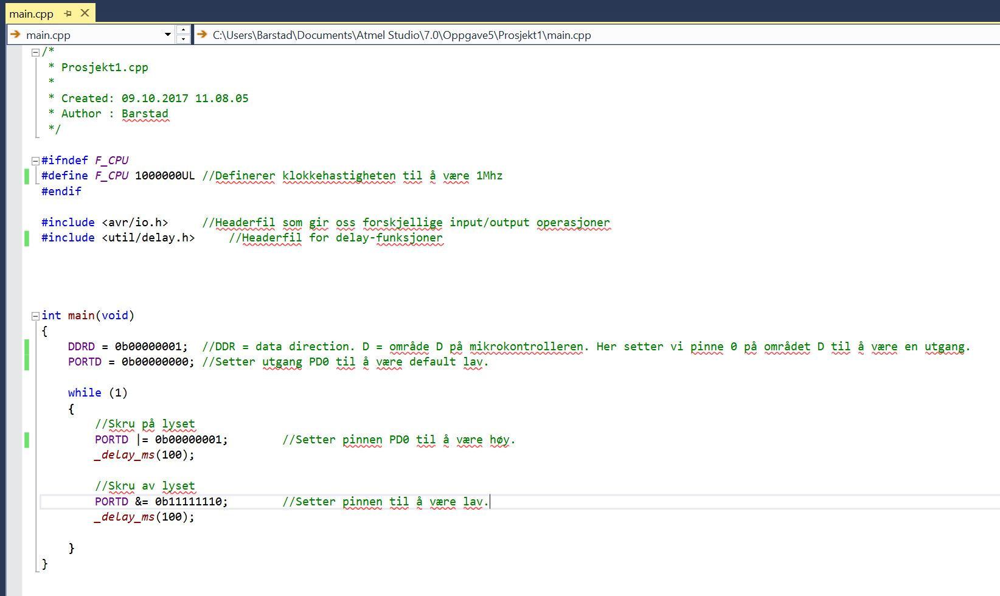 main.cpp
main.cpp
C:\Users\Barstad\Documents\Atmel Studio\7.0\Oppgave5\Prosjekt1\main.cpp
/*
* Prosjekt1.cpp
*
* Created: 09.10.2017 11.08.05
* Author : Barstad
*/
#ifndef F_CPU
#define F_CPU 1000000UL //Definerer klokkehastigheten til å være 1Mhz
#endif
#include <avr/io.h> //Headerfil som gir oss forskjellige input/output operasjoner
#include <util/delay.h> //Headerfil for delay-funksjoner
int main(void)
{
DDRD = 0b00000001; //DDR = data direction. D = område D på mikrokontrolleren. Her setter vi pinne 0 på området D til å være en utgang.
PORTD = 0b00000000; //Setter utgang PD0 til å være default lav.
while (1)
{
//Skru på lyset
PORTD |= 0b00000001; //Setter pinnen PD0 til å være høy.
_delay_ms(100);
//Skru av lyset
PORTD &= 0b11111110; //Setter pinnen til å være lav.
_delay_ms(100);
}
}